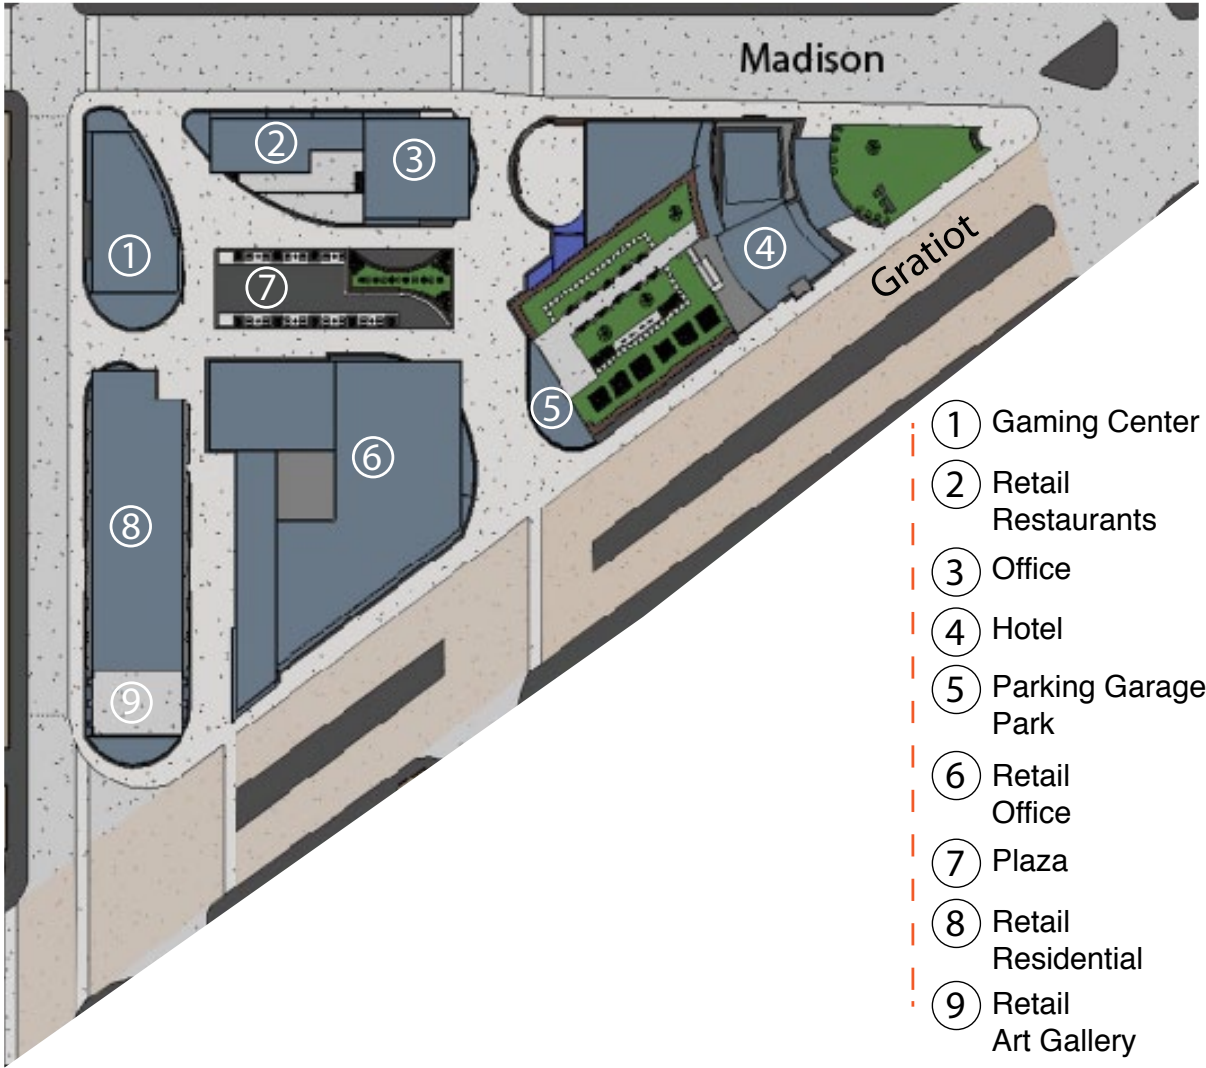 Madison
Gratiot
2
3
1
4
7
5
6
8
9
1 Gaming Center
2 Retail
Restaurants
3 Office
4 Hotel
5 Parking Garage
Park
6 Retail
Office
7 Plaza
8 Retail
Residential
9 Retail
Art Gallery